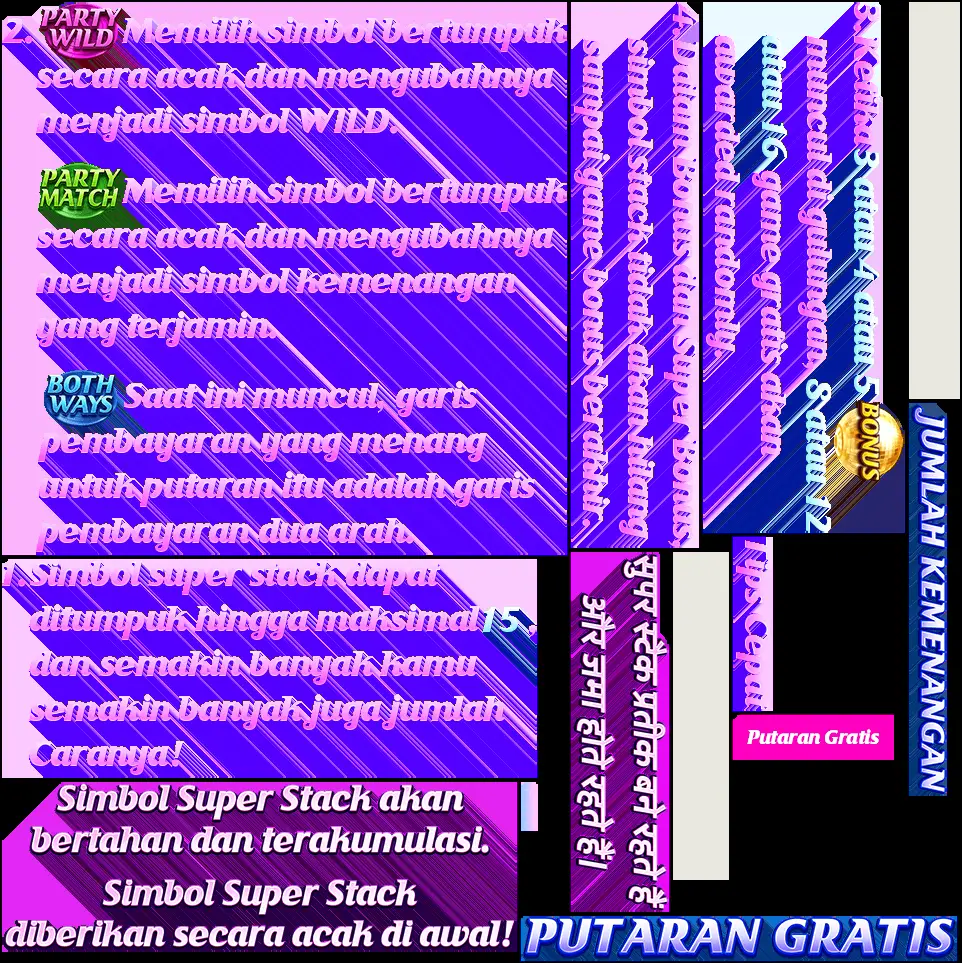 2. PARTY WILD Memilih simbol bertumpuk
secara acak dan mengubahnya
menjadi simbol WILD.
PARTY MATCH Memilih simbol bertumpuk
secara acak dan mengubahnya
menjadi simbol kemenangan
yang terjamin.
BOTH WAYS Saat ini muncul, garis
pembayaran yang menang
untuk putaran itu adalah garis
pembayaran dua arah.
4. Dalam Bonus dan Super Bonus,
simbol stack tidak akan hilang
sampai game bonus berakhir.
3. Ketika 3 atau 4 atau 5 BONUS
muncul di gulungan, 8 atau 12
atau 16 game gratis akan
awarded randomly.
1. Simbol super stack dapat
ditumpuk hingga maksimal 15,
dan semakin banyak kamu
semakin banyak juga jumlah
Caranya!
सुपर स्टैक प्रतीक बने रहते हैं
और जमा होते रहते हैं।
Tips Cepat
Putaran Gratis
JUMLAH KEMENANGAN
Simbol Super Stack akan
bertahan dan terakumulasi.
Simbol Super Stack
diberikan secara acak di awal!
PUTARAN GRATIS